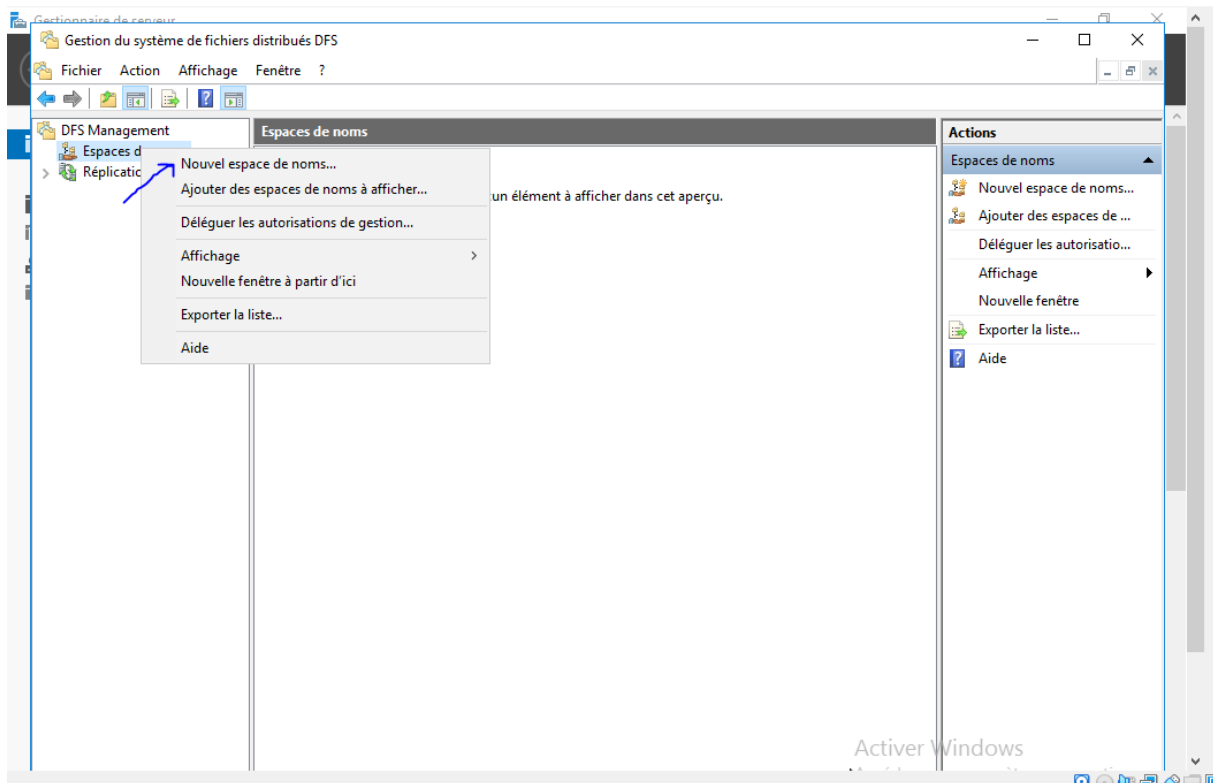 Gestionnaire de serveur
Gestion du système de fichiers distribués DFS
Fichier Action Affichage Fenêtre ?
DFS Management
Espaces d
Réplicatio
Espaces de noms
un élément à afficher dans cet aperçu.
Nouvel espace de noms...
Ajouter des espaces de noms à afficher...
Déléguer les autorisations de gestion...
Affichage
Nouvelle fenêtre à partir d'ici
Exporter la liste...
Aide
Actions
Espaces de noms
Nouvel espace de noms...
Ajouter des espaces de ...
Déléguer les autorisatio...
Affichage
Nouvelle fenêtre
Exporter la liste...
Aide
Activer Windows